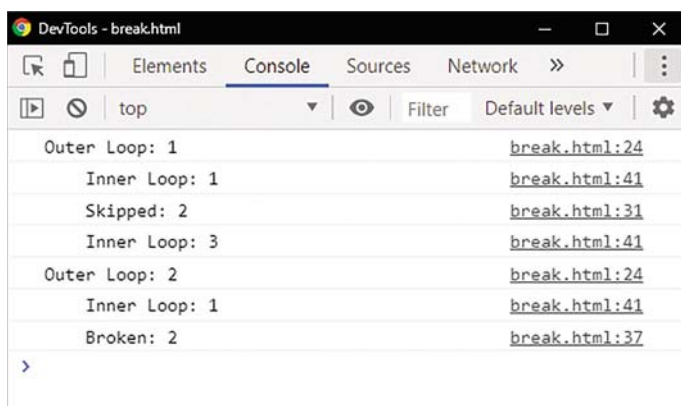 DevTools - break.html
Elements Console Sources Network »
top Filter Default levels
Outer Loop: 1 break.html:24
Inner Loop: 1 break.html:41
Skipped: 2 break.html:31
Inner Loop: 3 break.html:41
Outer Loop: 2 break.html:24
Inner Loop: 1 break.html:41
Broken: 2 break.html:37
>